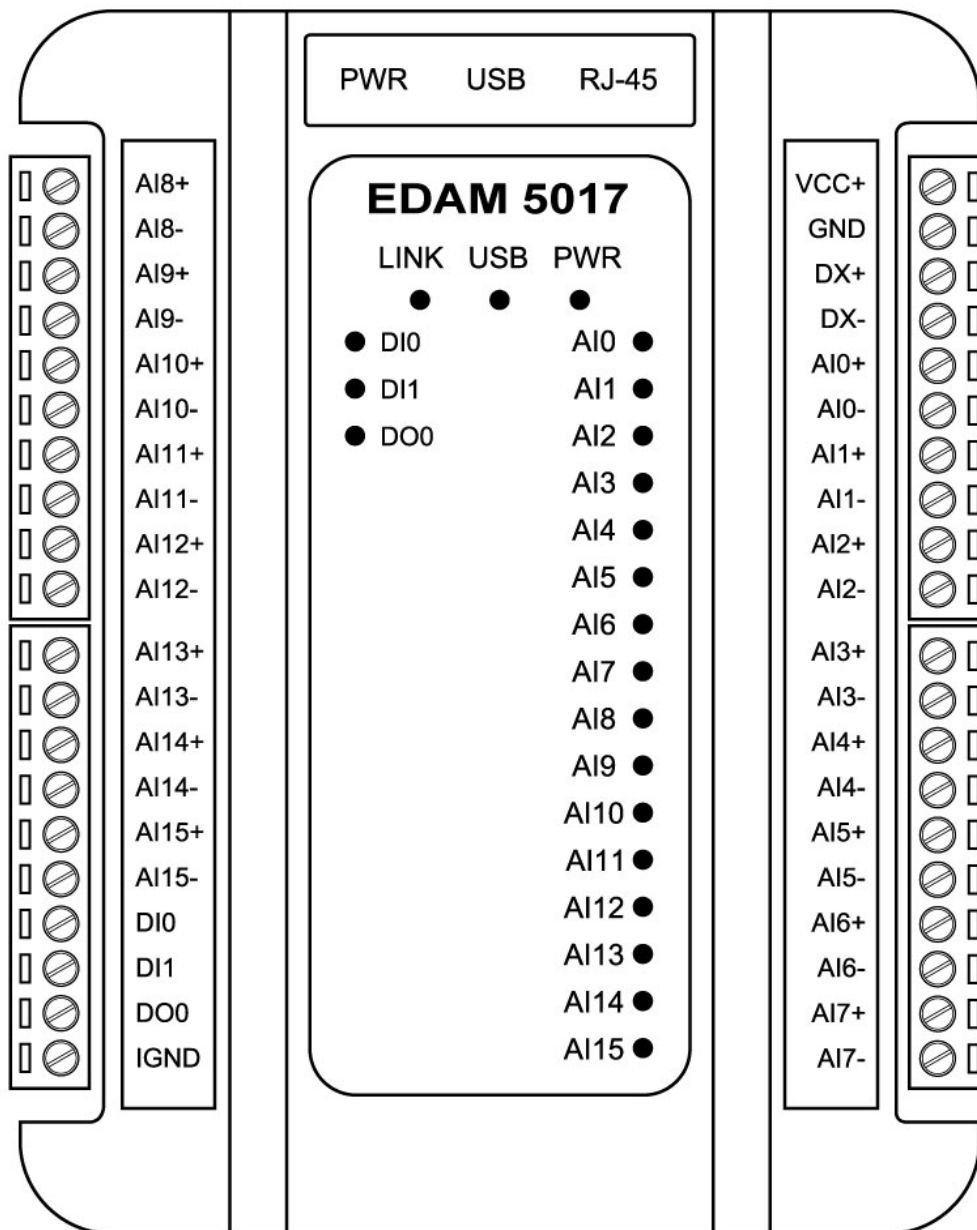 PWR USB RJ-45
EDAM 5017
LINK USB PWR
DI0 AI0
DI1 AI1
DO0 AI2
AI3
AI4
AI5
AI6
AI7
AI8
AI9
AI10
AI11
AI12
AI13
AI14
AI15
AI8+
AI8-
AI9+
AI9-
AI10+
AI10-
AI11+
AI11-
AI12+
AI12-
AI13+
AI13-
AI14+
AI14-
AI15+
AI15-
DI0
DI1
DO0
IGND
VCC+
GND
DX+
DX-
AI0+
AI0-
AI1+
AI1-
AI2+
AI2-
AI3+
AI3-
AI4+
AI4-
AI5+
AI5-
AI6+
AI6-
AI7+
AI7-